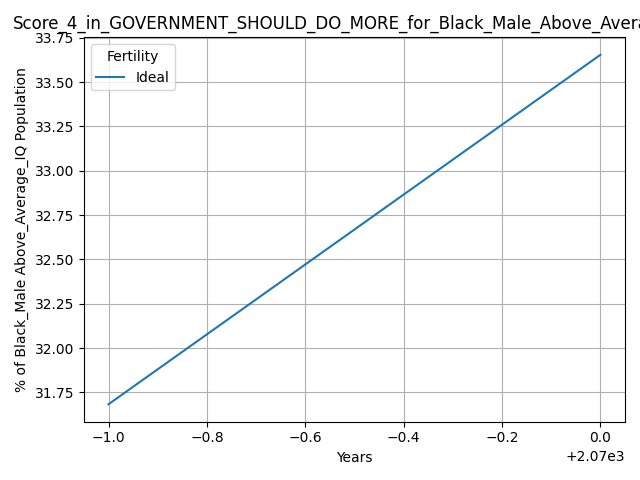 Score_4_in_GOVERNMENT_SHOULD_DO_MORE_for_Black_Male_Above_Avera
33.75
33.50
33.25
33.00
32.75
32.50
32.25
32.00
31.75
% of Black_Male Above_Average_IQ Population
Fertility
Ideal
−1.0 −0.8 −0.6 −0.4 −0.2 0.0
+2.07e3
Years